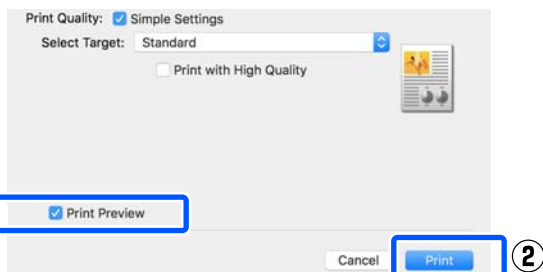 Print Quality: Simple Settings
Select Target: Standard
Print with High Quality
Print Preview
Cancel Print ②